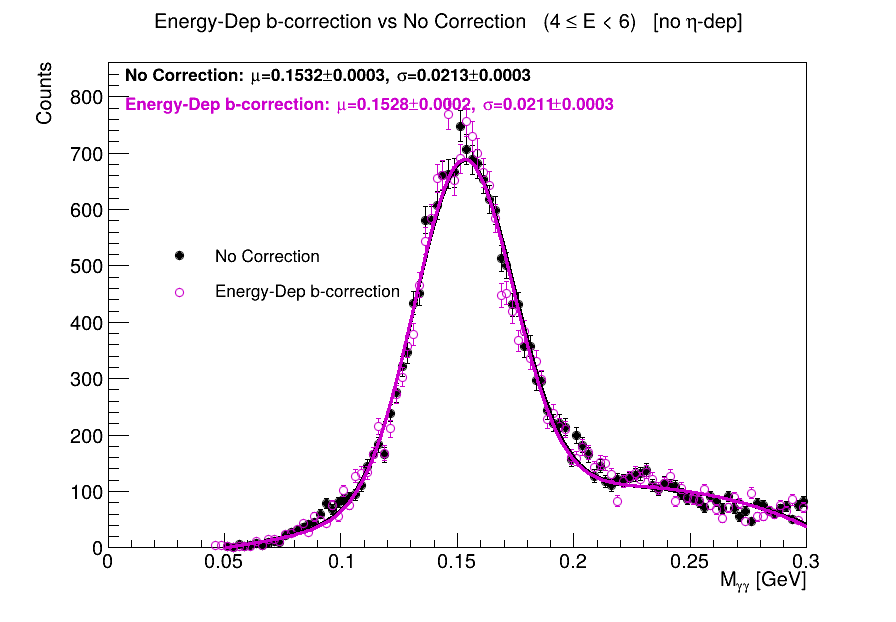 Energy-Dep b-correction vs No Correction (4 ≤ E < 6) [no η-dep]
No Correction: μ=0.1532±0.0003, σ=0.0213±0.0003
Energy-Dep b-correction: μ=0.1528±0.0002, σ=0.0211±0.0003
Counts
800
700
600
500
400
300
200
100
0
No Correction
Energy-Dep b-correction
0 0.05 0.1 0.15 0.2 0.25 0.3
Mγγ [GeV]